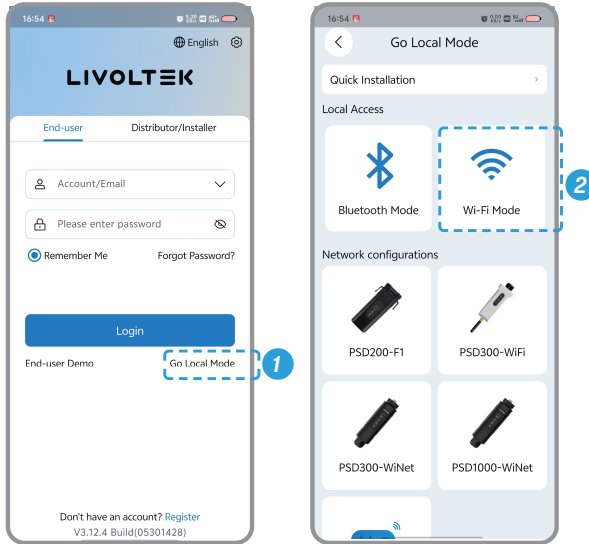 16:54
English
LIVOLTEK
End-user
Distributor/Installer
Account/Email
Please enter password
Remember Me
Forgot Password?
Login
End-user Demo
Go Local Mode
1
Don't have an account? Register
V3.12.4 Build(05301428)
16:54
Go Local Mode
Quick Installation
Local Access
Bluetooth Mode
Wi-Fi Mode
2
Network configurations
PSD200-F1
PSD300-WiFi
PSD300-WiNet
PSD1000-WiNet